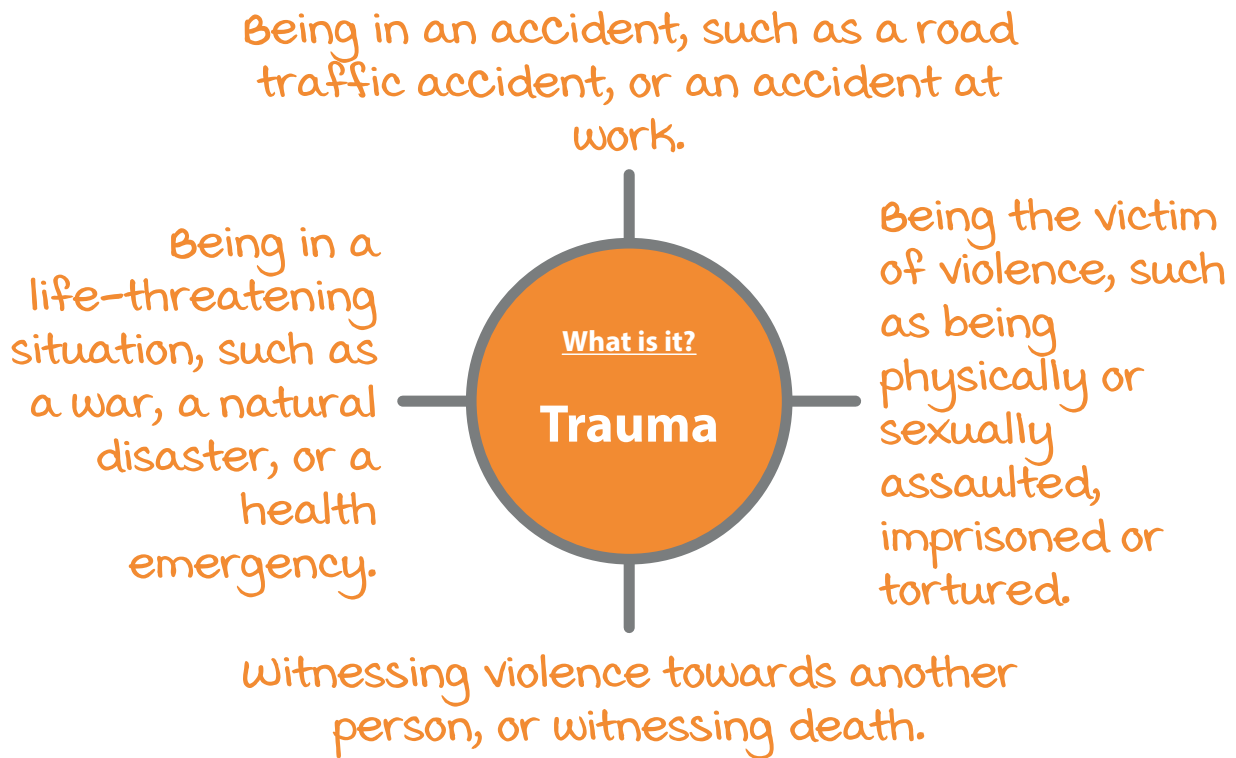 Being in an accident, such as a road
traffic accident, or an accident at
work.
Being in a
life-threatening
situation, such as
a war, a natural
disaster, or a
health
emergency.
What is it?
Trauma
Being the victim
of violence, such
as being
physically or
sexually
assaulted,
imprisoned or
tortured.
Witnessing violence towards another
person, or witnessing death.